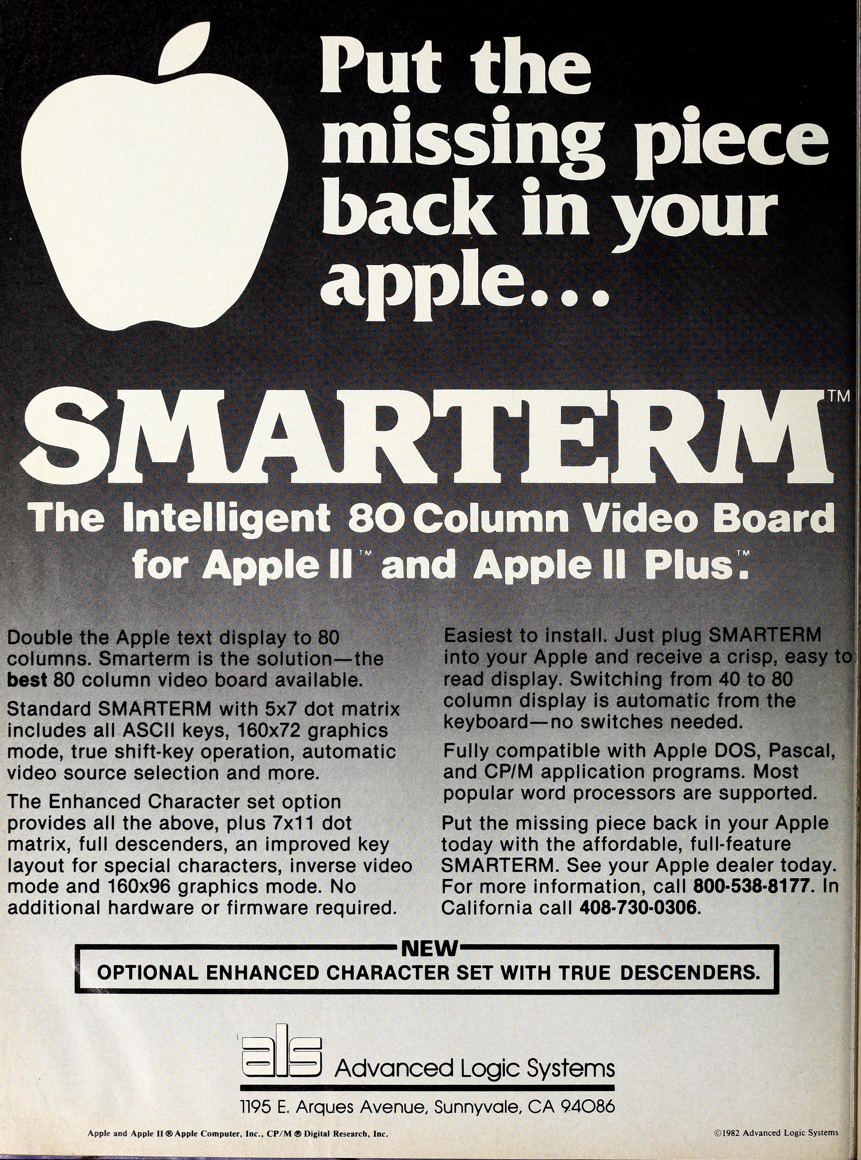 Put the
missing piece
back in your
apple...
SMARTERM™
The Intelligent 80 Column Video Board
for Apple II™ and Apple II Plus™.
Double the Apple text display to 80
columns. Smarterm is the solution—the
best 80 column video board available.
Standard SMARTERM with 5x7 dot matrix
includes all ASCII keys, 160x72 graphics
mode, true shift-key operation, automatic
video source selection and more.
The Enhanced Character set option
provides all the above, plus 7x11 dot
matrix, full descenders, an improved key
layout for special characters, inverse video
mode and 160x96 graphics mode. No
additional hardware or firmware required.
Easiest to install. Just plug SMARTERM
into your Apple and receive a crisp, easy to
read display. Switching from 40 to 80
column display is automatic from the
keyboard—no switches needed.
Fully compatible with Apple DOS, Pascal,
and CP/M application programs. Most
popular word processors are supported.
Put the missing piece back in your Apple
today with the affordable, full-feature
SMARTERM. See your Apple dealer today.
For more information, call 800-538-8177. In
California call 408-730-0306.
NEW
OPTIONAL ENHANCED CHARACTER SET WITH TRUE DESCENDERS.
als Advanced Logic Systems
1195 E. Arques Avenue, Sunnyvale, CA 94086
Apple and Apple II ® Apple Computer, Inc., CP/M ® Digital Research, Inc.
©1982 Advanced Logic Systems